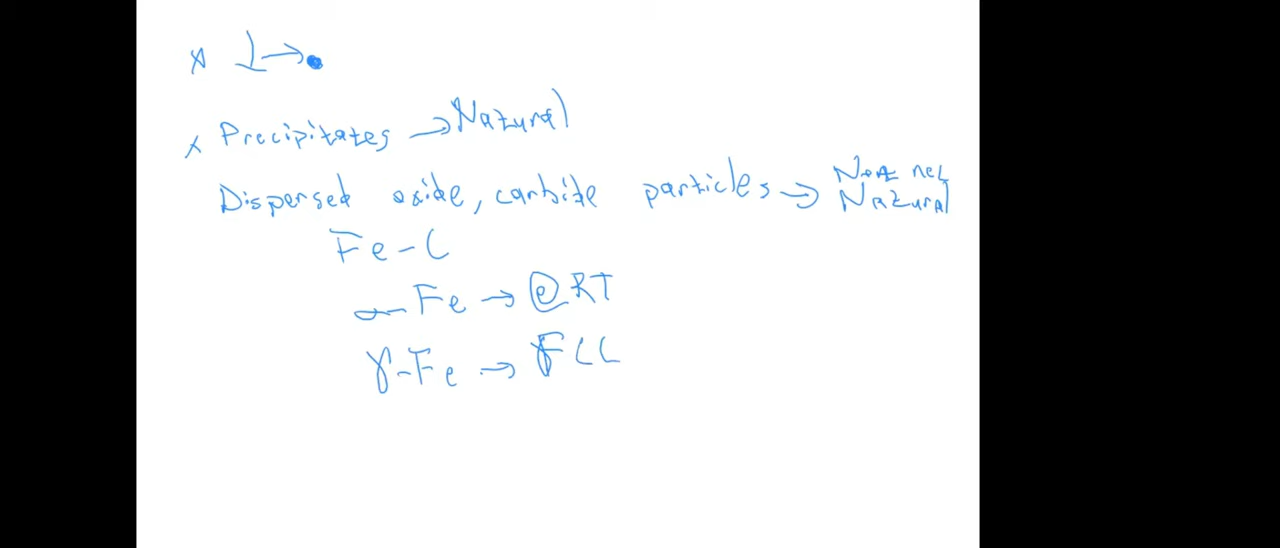 × ⊥→•
× Precipitates → Natural
Dispersed oxide, carbide particles → Not
Natural
Fe-C
α-Fe → @RT
γ-Fe → FCC